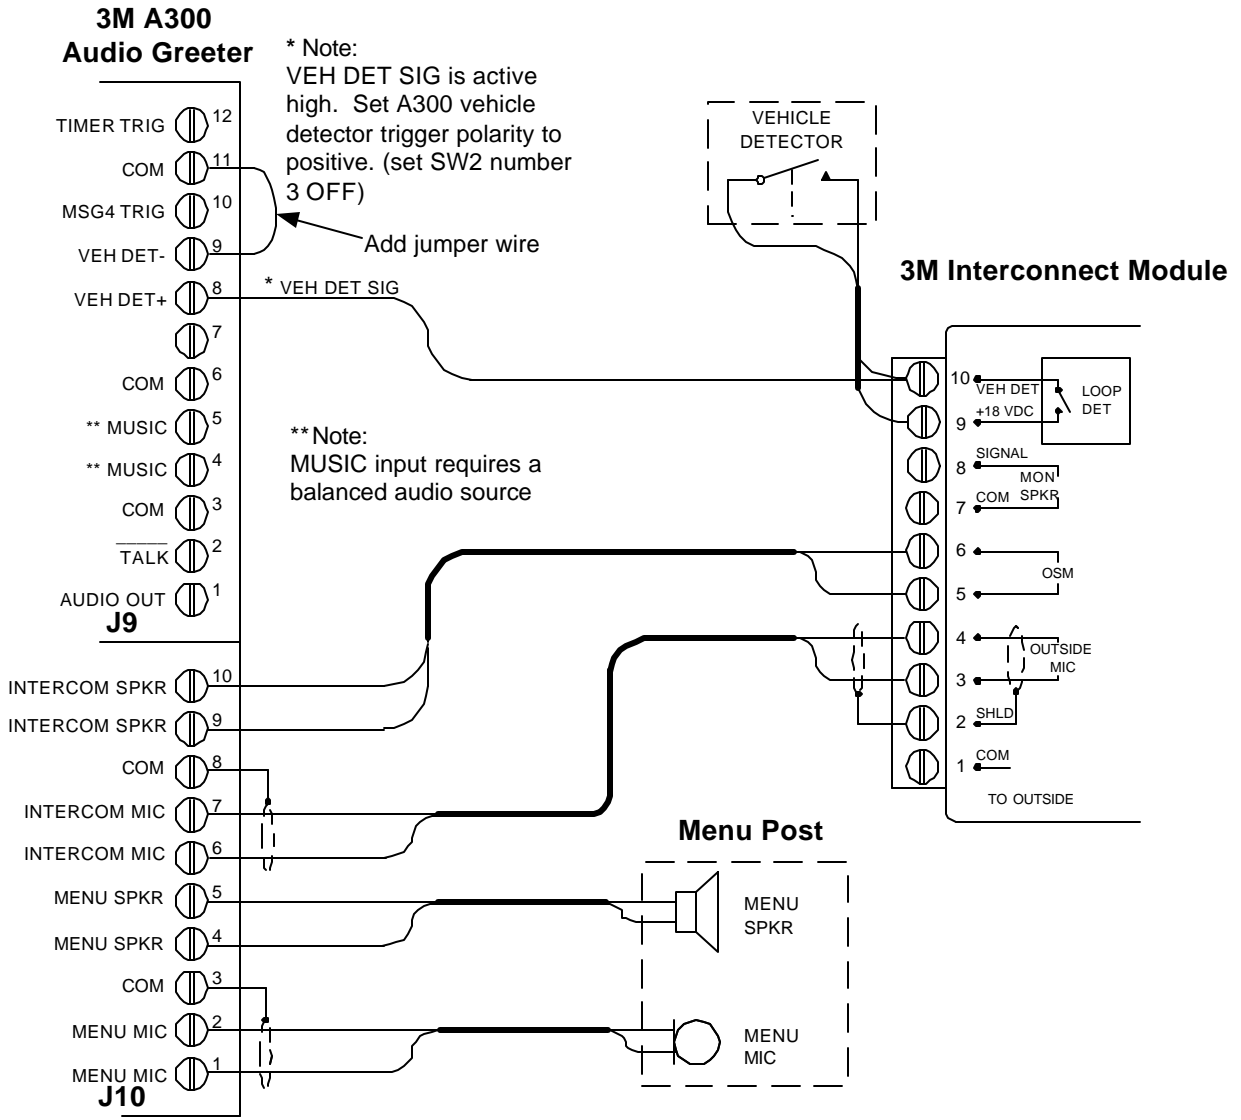 3M A300
Audio Greeter
* Note:
VEH DET SIG is active
high. Set A300 vehicle
detector trigger polarity to
positive. (set SW2 number
3 OFF)
Add jumper wire
TIMER TRIG 12
COM 11
MSG4 TRIG 10
VEH DET- 9
VEH DET+ 8
* VEH DET SIG
7
COM 6
** MUSIC 5
** MUSIC 4
COM 3
TALK 2
AUDIO OUT 1
J9
**Note:
MUSIC input requires a
balanced audio source
INTERCOM SPKR 10
INTERCOM SPKR 9
COM 8
INTERCOM MIC 7
INTERCOM MIC 6
MENU SPKR 5
MENU SPKR 4
COM 3
MENU MIC 2
MENU MIC 1
J10
VEHICLE
DETECTOR
3M Interconnect Module
10 VEH DET
9 +18 VDC
LOOP
DET
8 SIGNAL
7 COM
MON
SPKR
6
5
OSM
4
3
OUTSIDE
MIC
2 SHLD
1 COM
TO OUTSIDE
Menu Post
MENU
SPKR
MENU
MIC